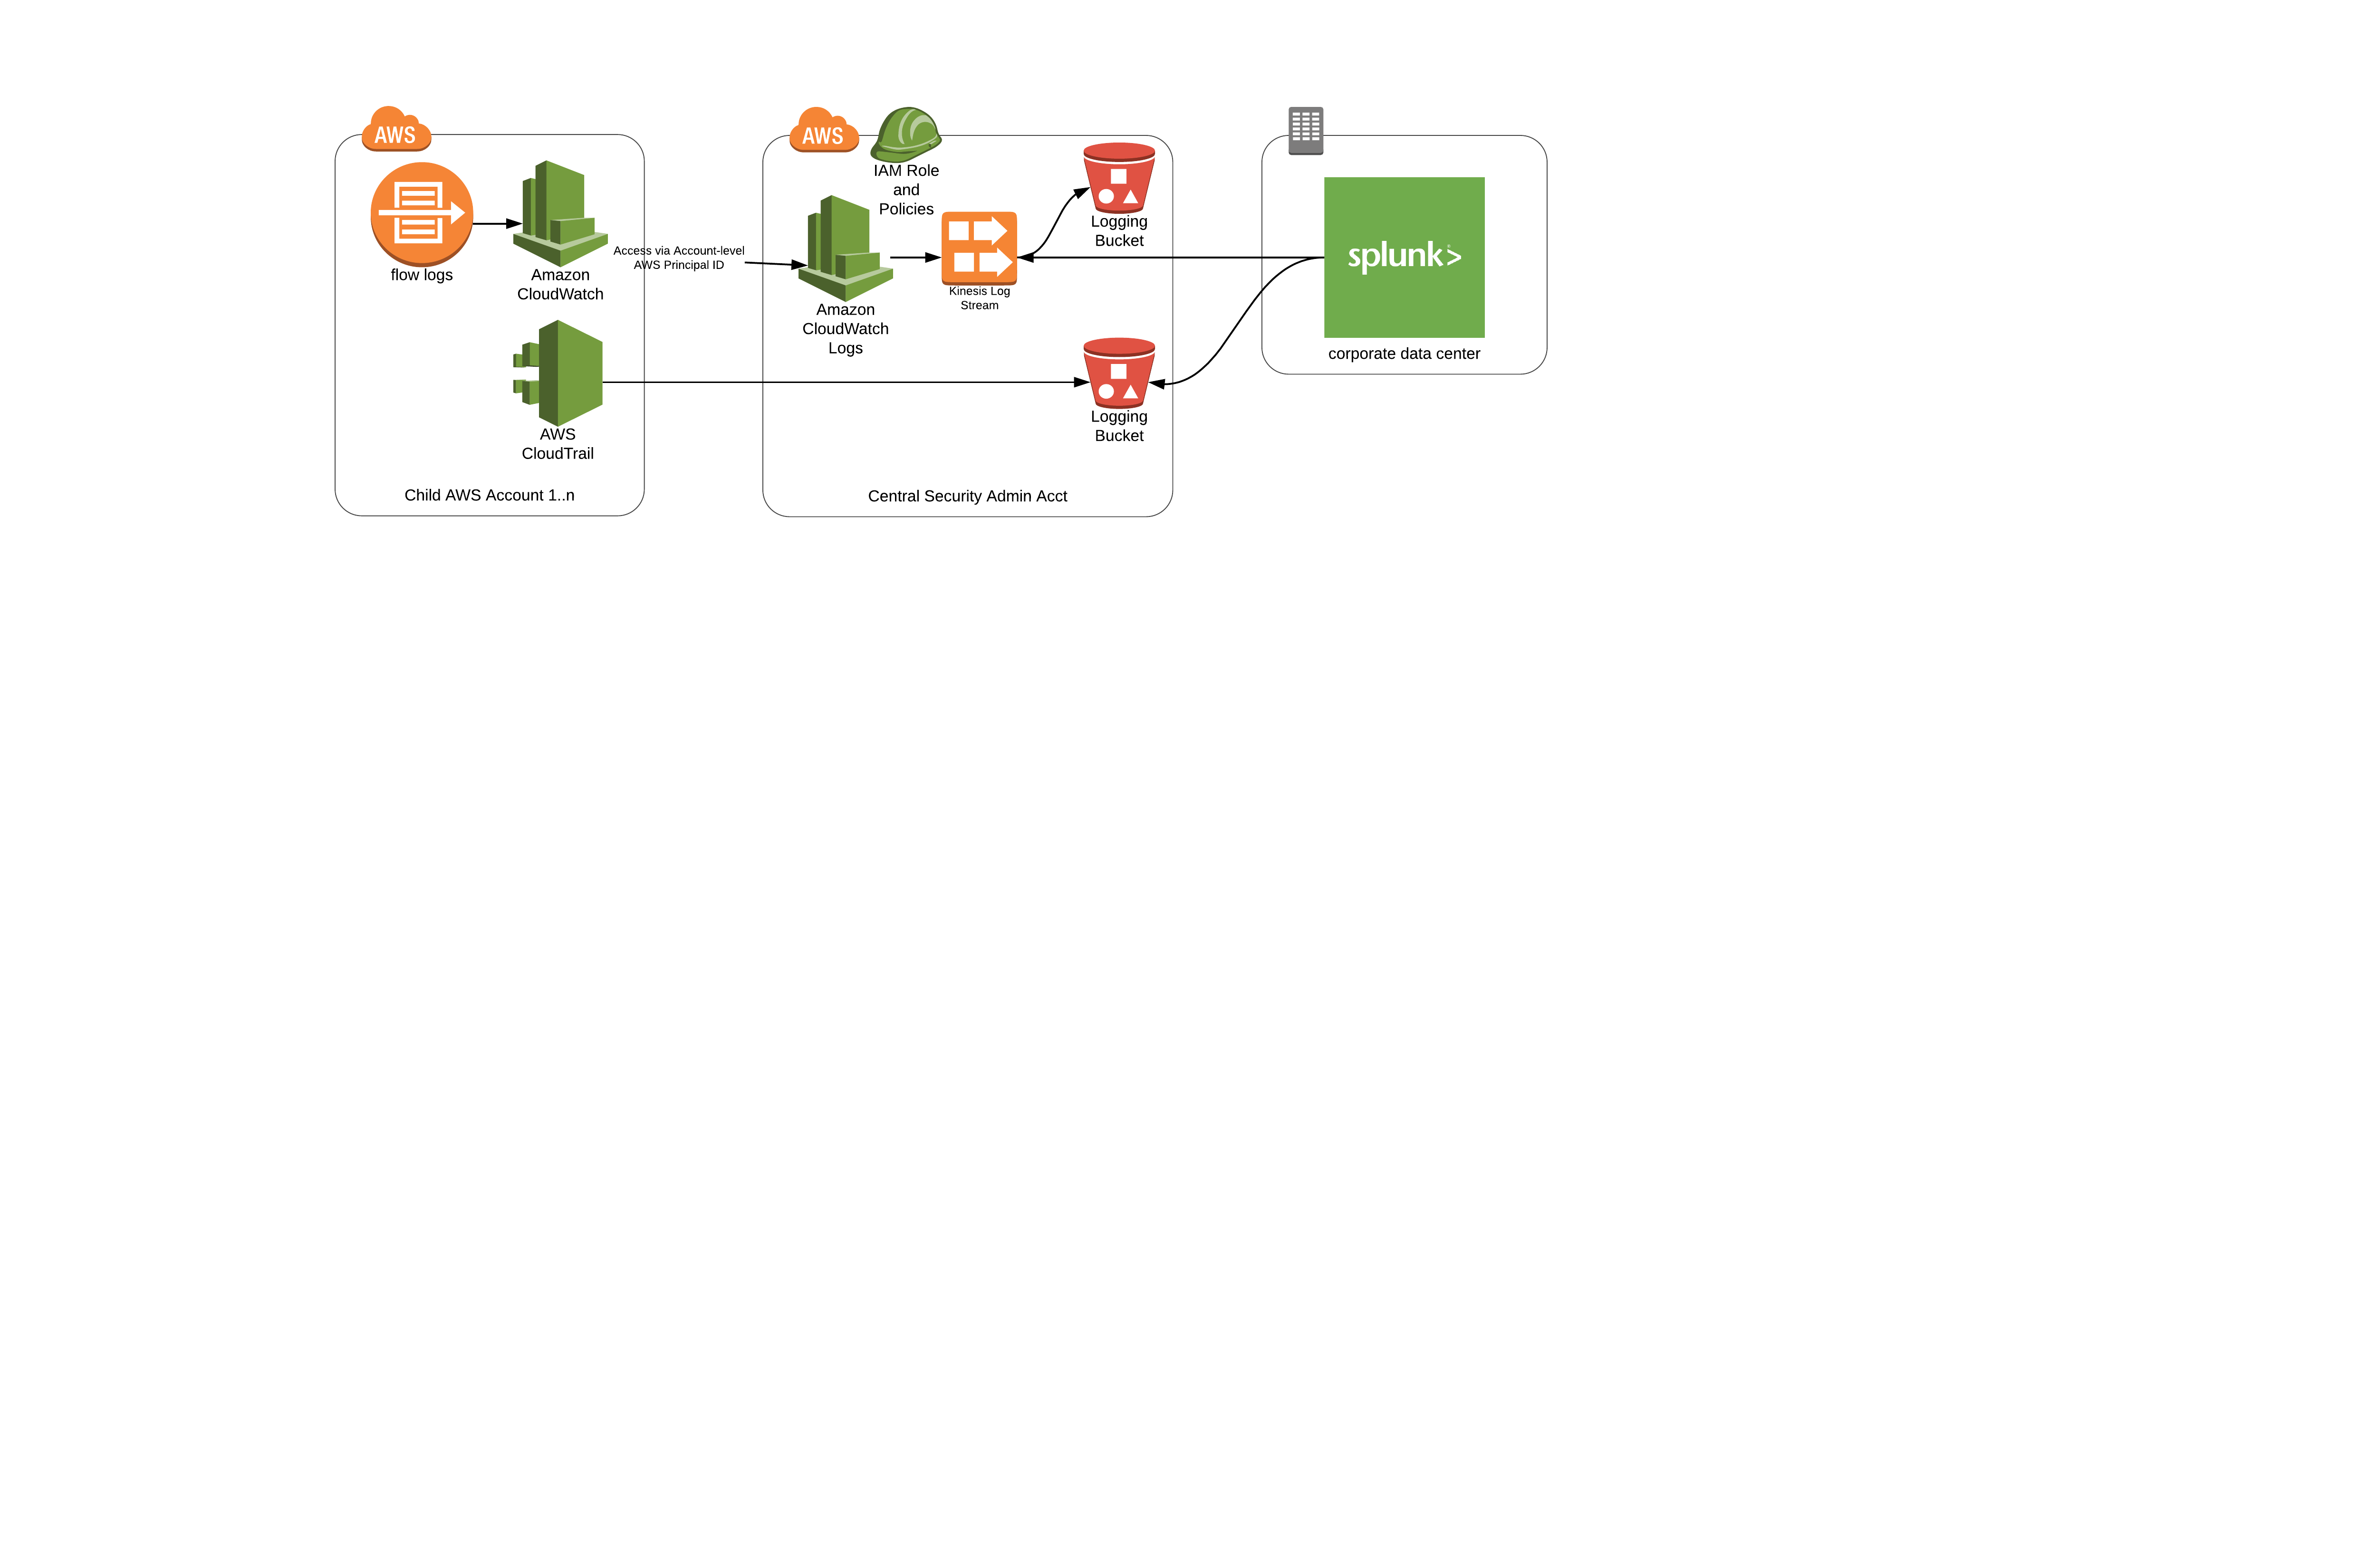 AWS
flow logs
Amazon
CloudWatch
AWS
CloudTrail
Child AWS Account 1..n
Access via Account-level
AWS Principal ID
AWS
IAM Role
and
Policies
Amazon
CloudWatch
Logs
Kinesis Log
Stream
Logging
Bucket
Logging
Bucket
Central Security Admin Acct
splunk>
corporate data center